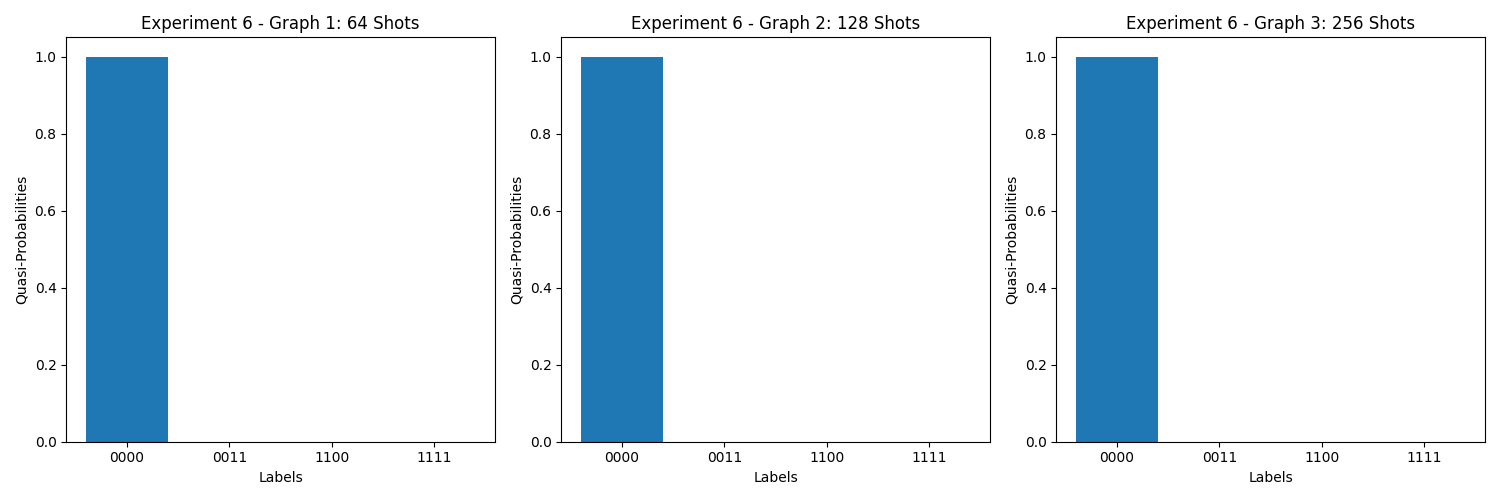 Experiment 6 - Graph 1: 64 Shots
1.0
0.8
0.6
0.4
0.2
0.0
Quasi-Probabilities
0000 0011 1100 1111
Labels
Experiment 6 - Graph 2: 128 Shots
1.0
0.8
0.6
0.4
0.2
0.0
Quasi-Probabilities
0000 0011 1100 1111
Labels
Experiment 6 - Graph 3: 256 Shots
1.0
0.8
0.6
0.4
0.2
0.0
Quasi-Probabilities
0000 0011 1100 1111
Labels